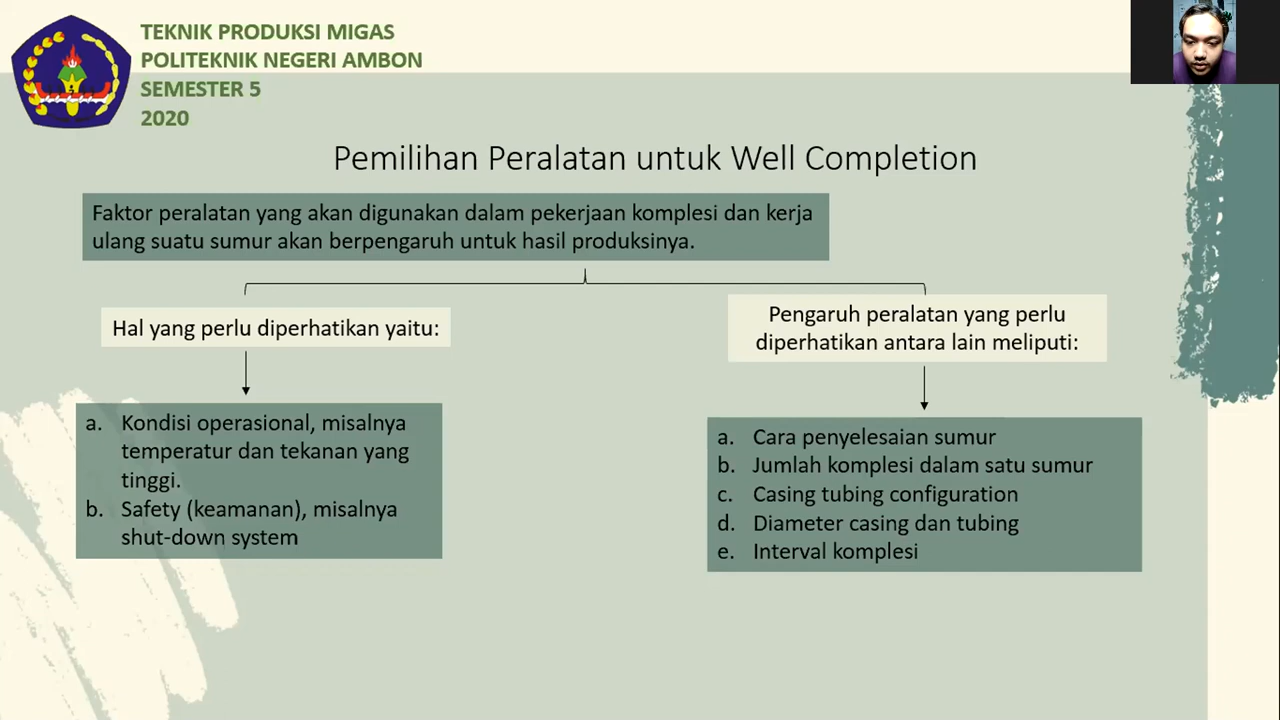 TEKNIK PRODUKSI MIGAS
POLITEKNIK NEGERI AMBON
SEMESTER 5
2020
Pemilihan Peralatan untuk Well Completion
Faktor peralatan yang akan digunakan dalam pekerjaan komplesi dan kerja
ulang suatu sumur akan berpengaruh untuk hasil produksinya.
Hal yang perlu diperhatikan yaitu:
a. Kondisi operasional, misalnya
temperatur dan tekanan yang
tinggi.
b. Safety (keamanan), misalnya
shut-down system
Pengaruh peralatan yang perlu
diperhatikan antara lain meliputi:
a. Cara penyelesaian sumur
b. Jumlah komplesi dalam satu sumur
c. Casing tubing configuration
d. Diameter casing dan tubing
e. Interval komplesi